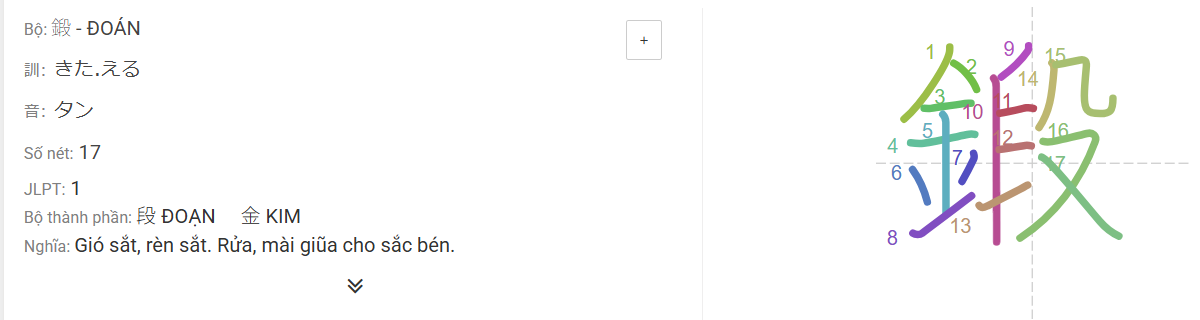 Bộ: 鍛 - ĐOÁN
+
訓: きた.える
音: タン
Số nét: 17
JLPT: 1
Bộ thành phần: 段 ĐOẠN 金 KIM
Nghĩa: Gió sắt, rèn sắt. Rửa, mài giũa cho sắc bén.
1 9 15
2 14
3 10 11
5 12 16
4 7 17
6
13
8